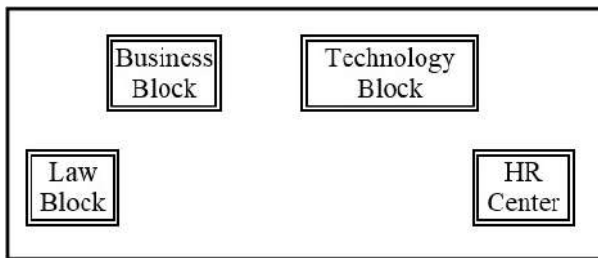 Business
Block
Technology
Block
Law
Block
HR
Center